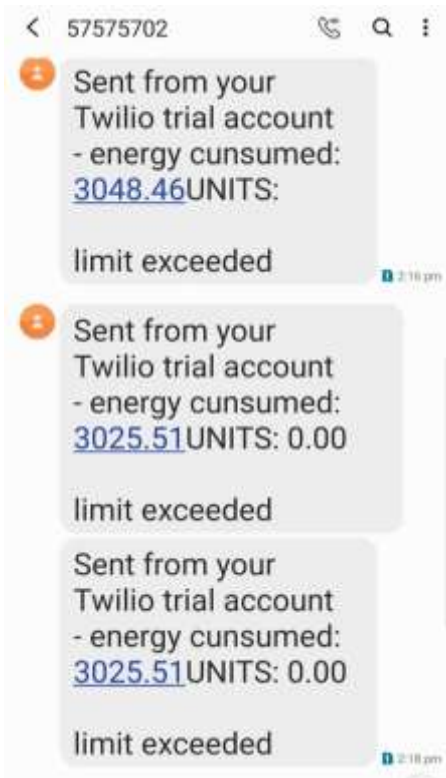 57575702
Sent from your
Twilio trial account
- energy cunsumed:
3048.46UNITS:
limit exceeded
2:16 pm
Sent from your
Twilio trial account
- energy cunsumed:
3025.51UNITS: 0.00
limit exceeded
Sent from your
Twilio trial account
- energy cunsumed:
3025.51UNITS: 0.00
limit exceeded
2:18 pm